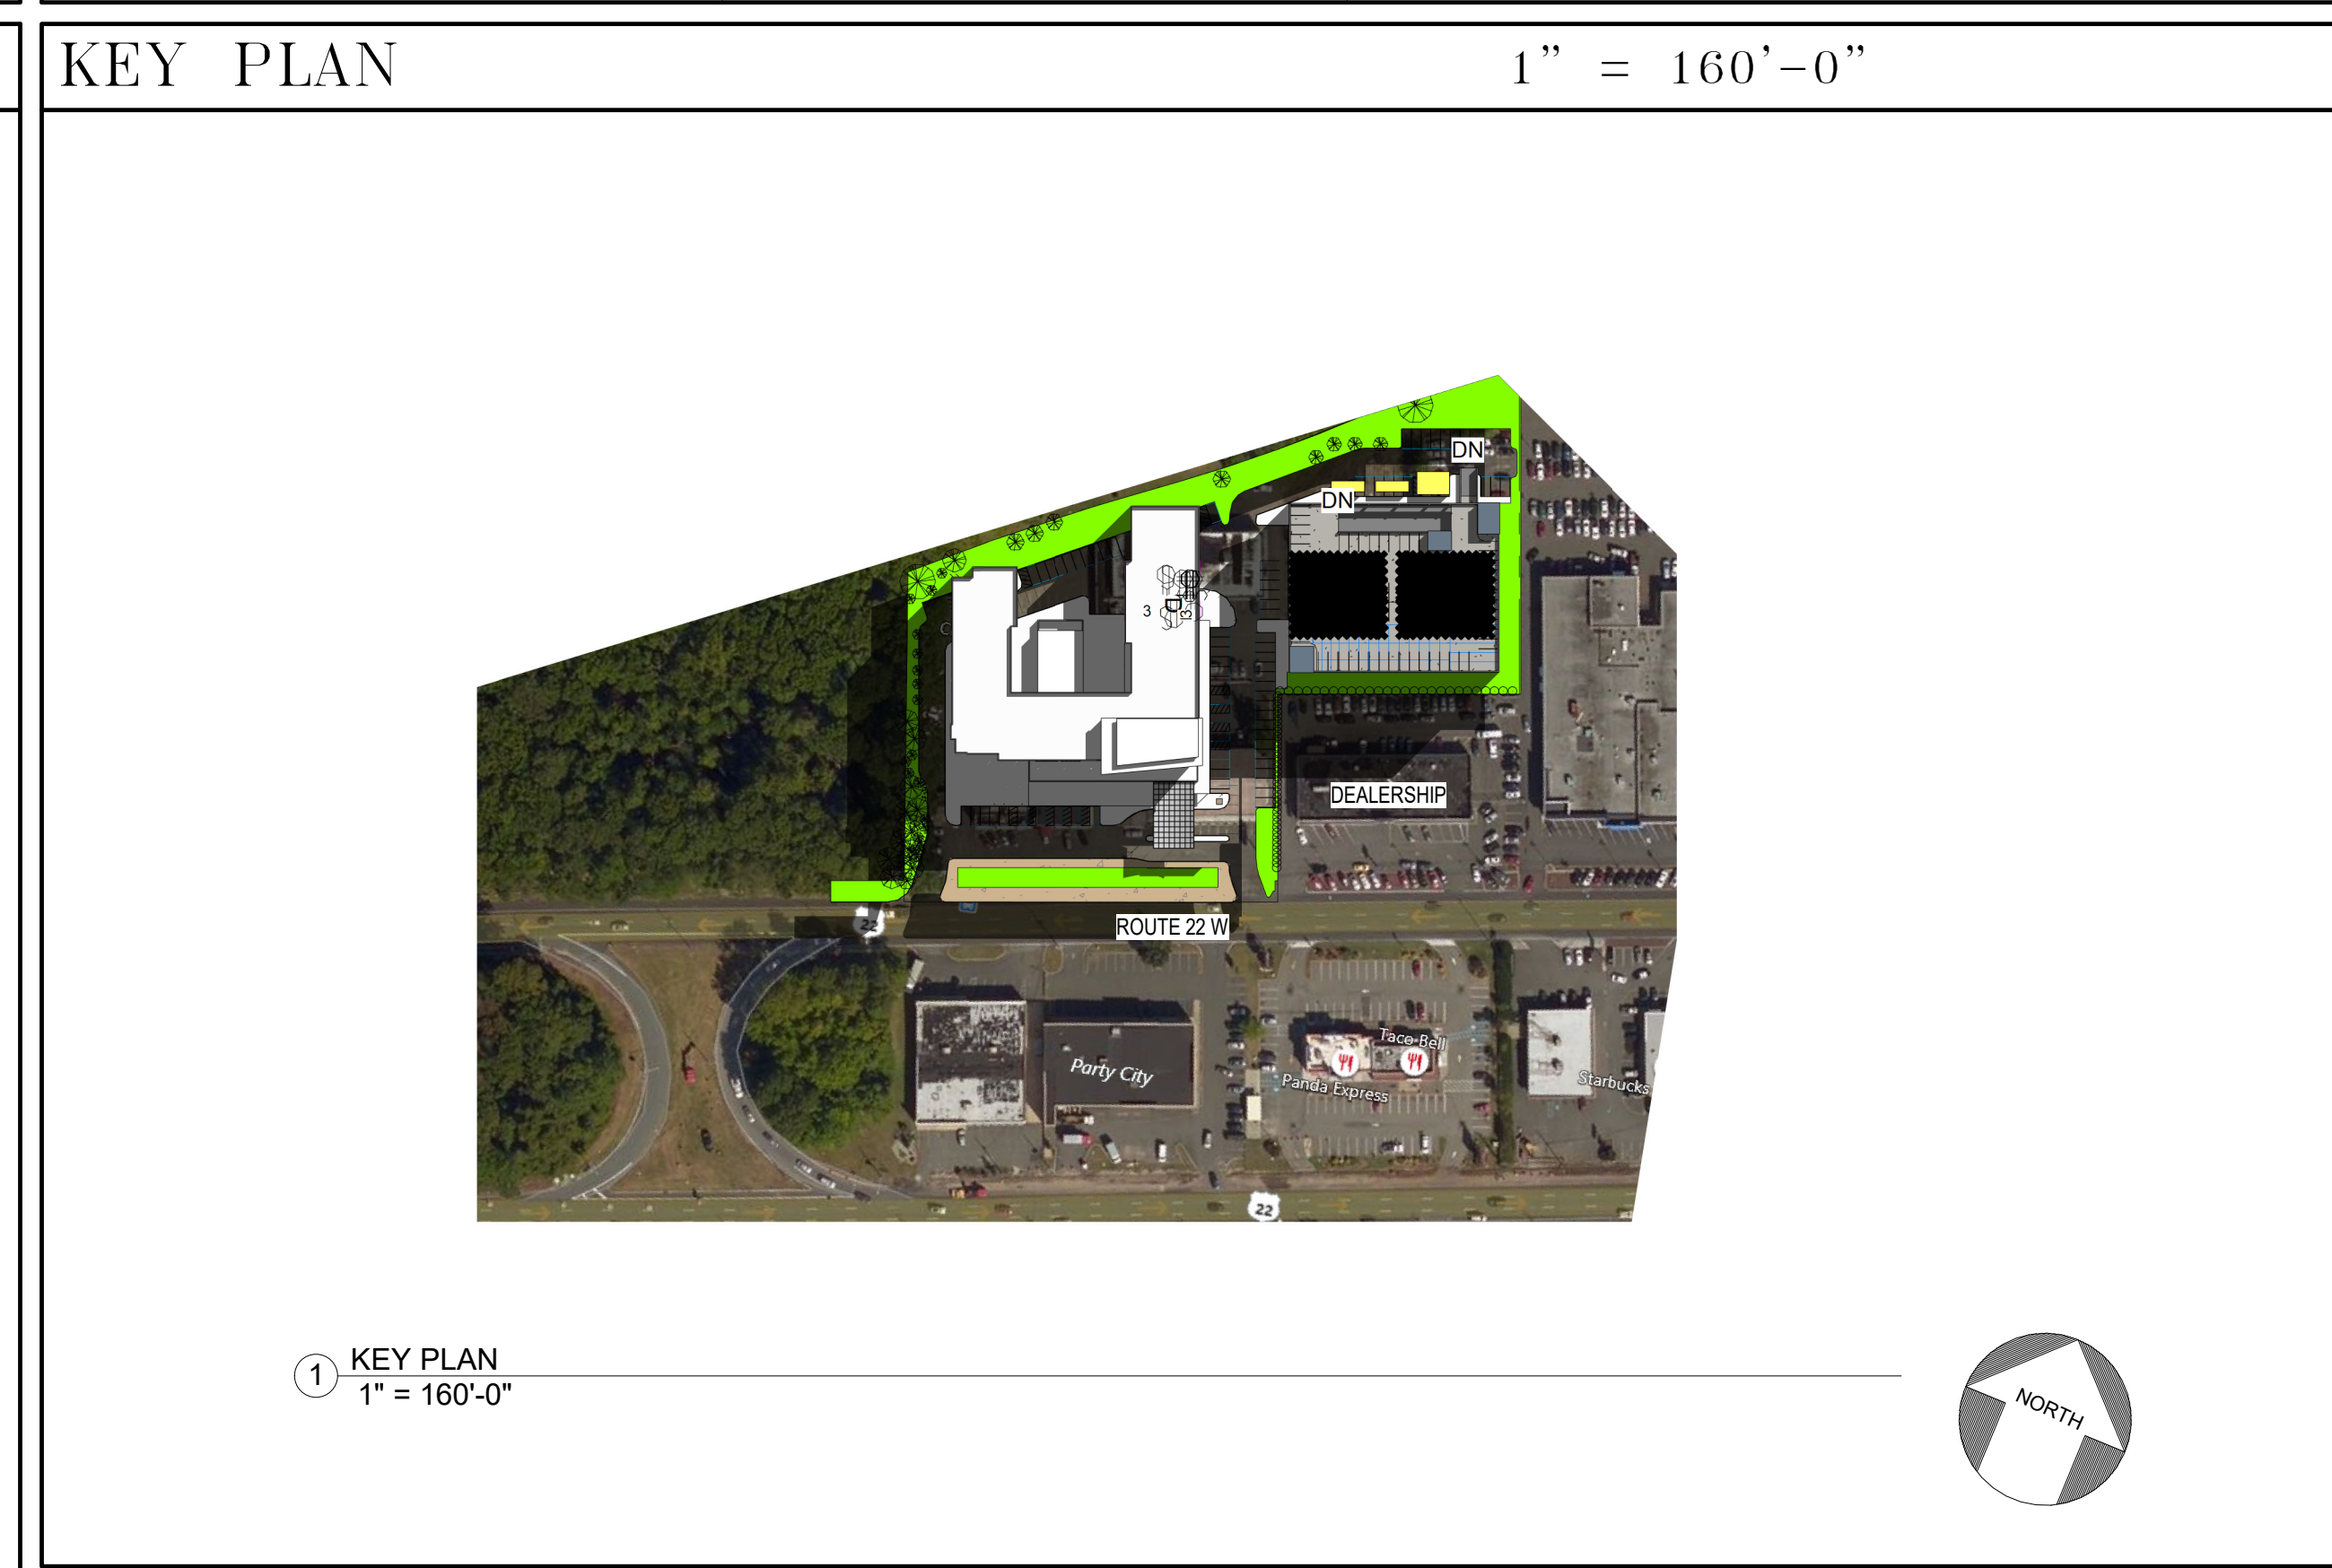 KEY PLAN 1” = 160’-0”
DN
DN
3
DEALERSHIP
22
ROUTE 22 W
Taco Bell
Party City
Panda Express
Starbucks
22
1 KEY PLAN
1" = 160'-0"
NORTH